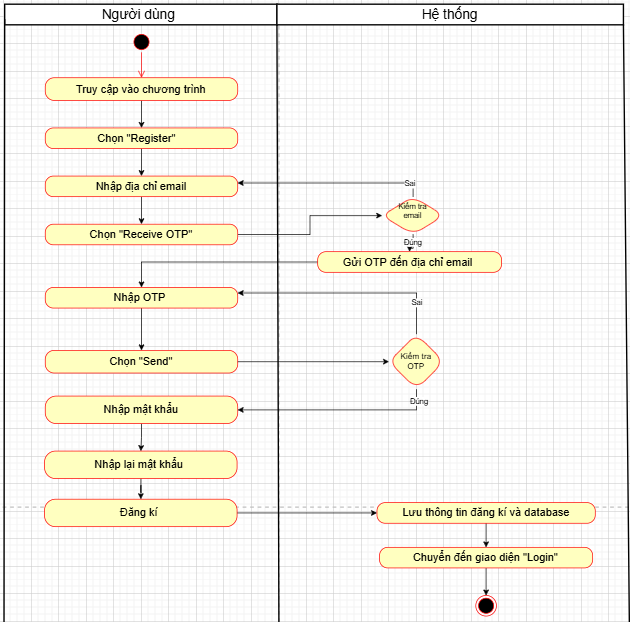 Người dùng
Hệ thống
Truy cập vào chương trình
Chọn "Register"
Nhập địa chỉ email
Sai
Kiểm tra
email
Chọn "Receive OTP"
Đúng
Gửi OTP đến địa chỉ email
Nhập OTP
Sai
Chọn "Send"
Kiểm tra
OTP
Đúng
Nhập mật khẩu
Nhập lại mật khẩu
Đăng kí
Lưu thông tin đăng kí và database
Chuyển đến giao diện "Login"